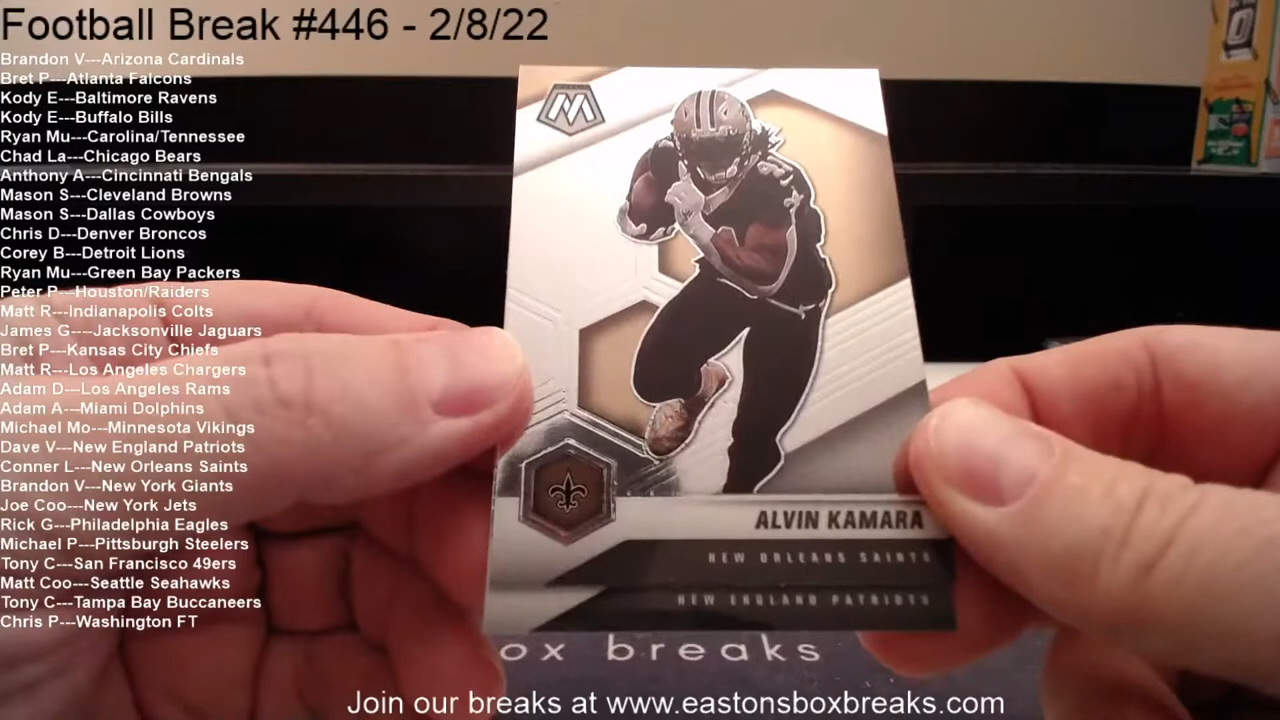 Football Break #446 - 2/8/22
Brandon V---Arizona Cardinals
Bret P---Atlanta Falcons
Kody E---Baltimore Ravens
Kody E---Buffalo Bills
Ryan Mu---Carolina/Tennessee
Chad La---Chicago Bears
Anthony A---Cincinnati Bengals
Mason S---Cleveland Browns
Mason S---Dallas Cowboys
Chris D---Denver Broncos
Corey B---Detroit Lions
Ryan Mu---Green Bay Packers
Peter P---Houston/Raiders
Matt R---Indianapolis Colts
James G----Jacksonville Jaguars
Bret P---Kansas City Chiefs
Matt R---Los Angeles Chargers
Adam D---Los Angeles Rams
Adam A---Miami Dolphins
Michael Mo---Minnesota Vikings
Dave V---New England Patriots
Conner L---New Orleans Saints
Brandon V---New York Giants
Joe Coo---New York Jets
Rick G---Philadelphia Eagles
Michael P---Pittsburgh Steelers
Tony C---San Francisco 49ers
Matt Coo---Seattle Seahawks
Tony C---Tampa Bay Buccaneers
Chris P---Washington FT
M
ALVIN KAMARA
NEW ORLEANS SAINTS
NEW ENGLAND PATRIOTS
ox breaks
Join our breaks at www.eastonsboxbreaks.com